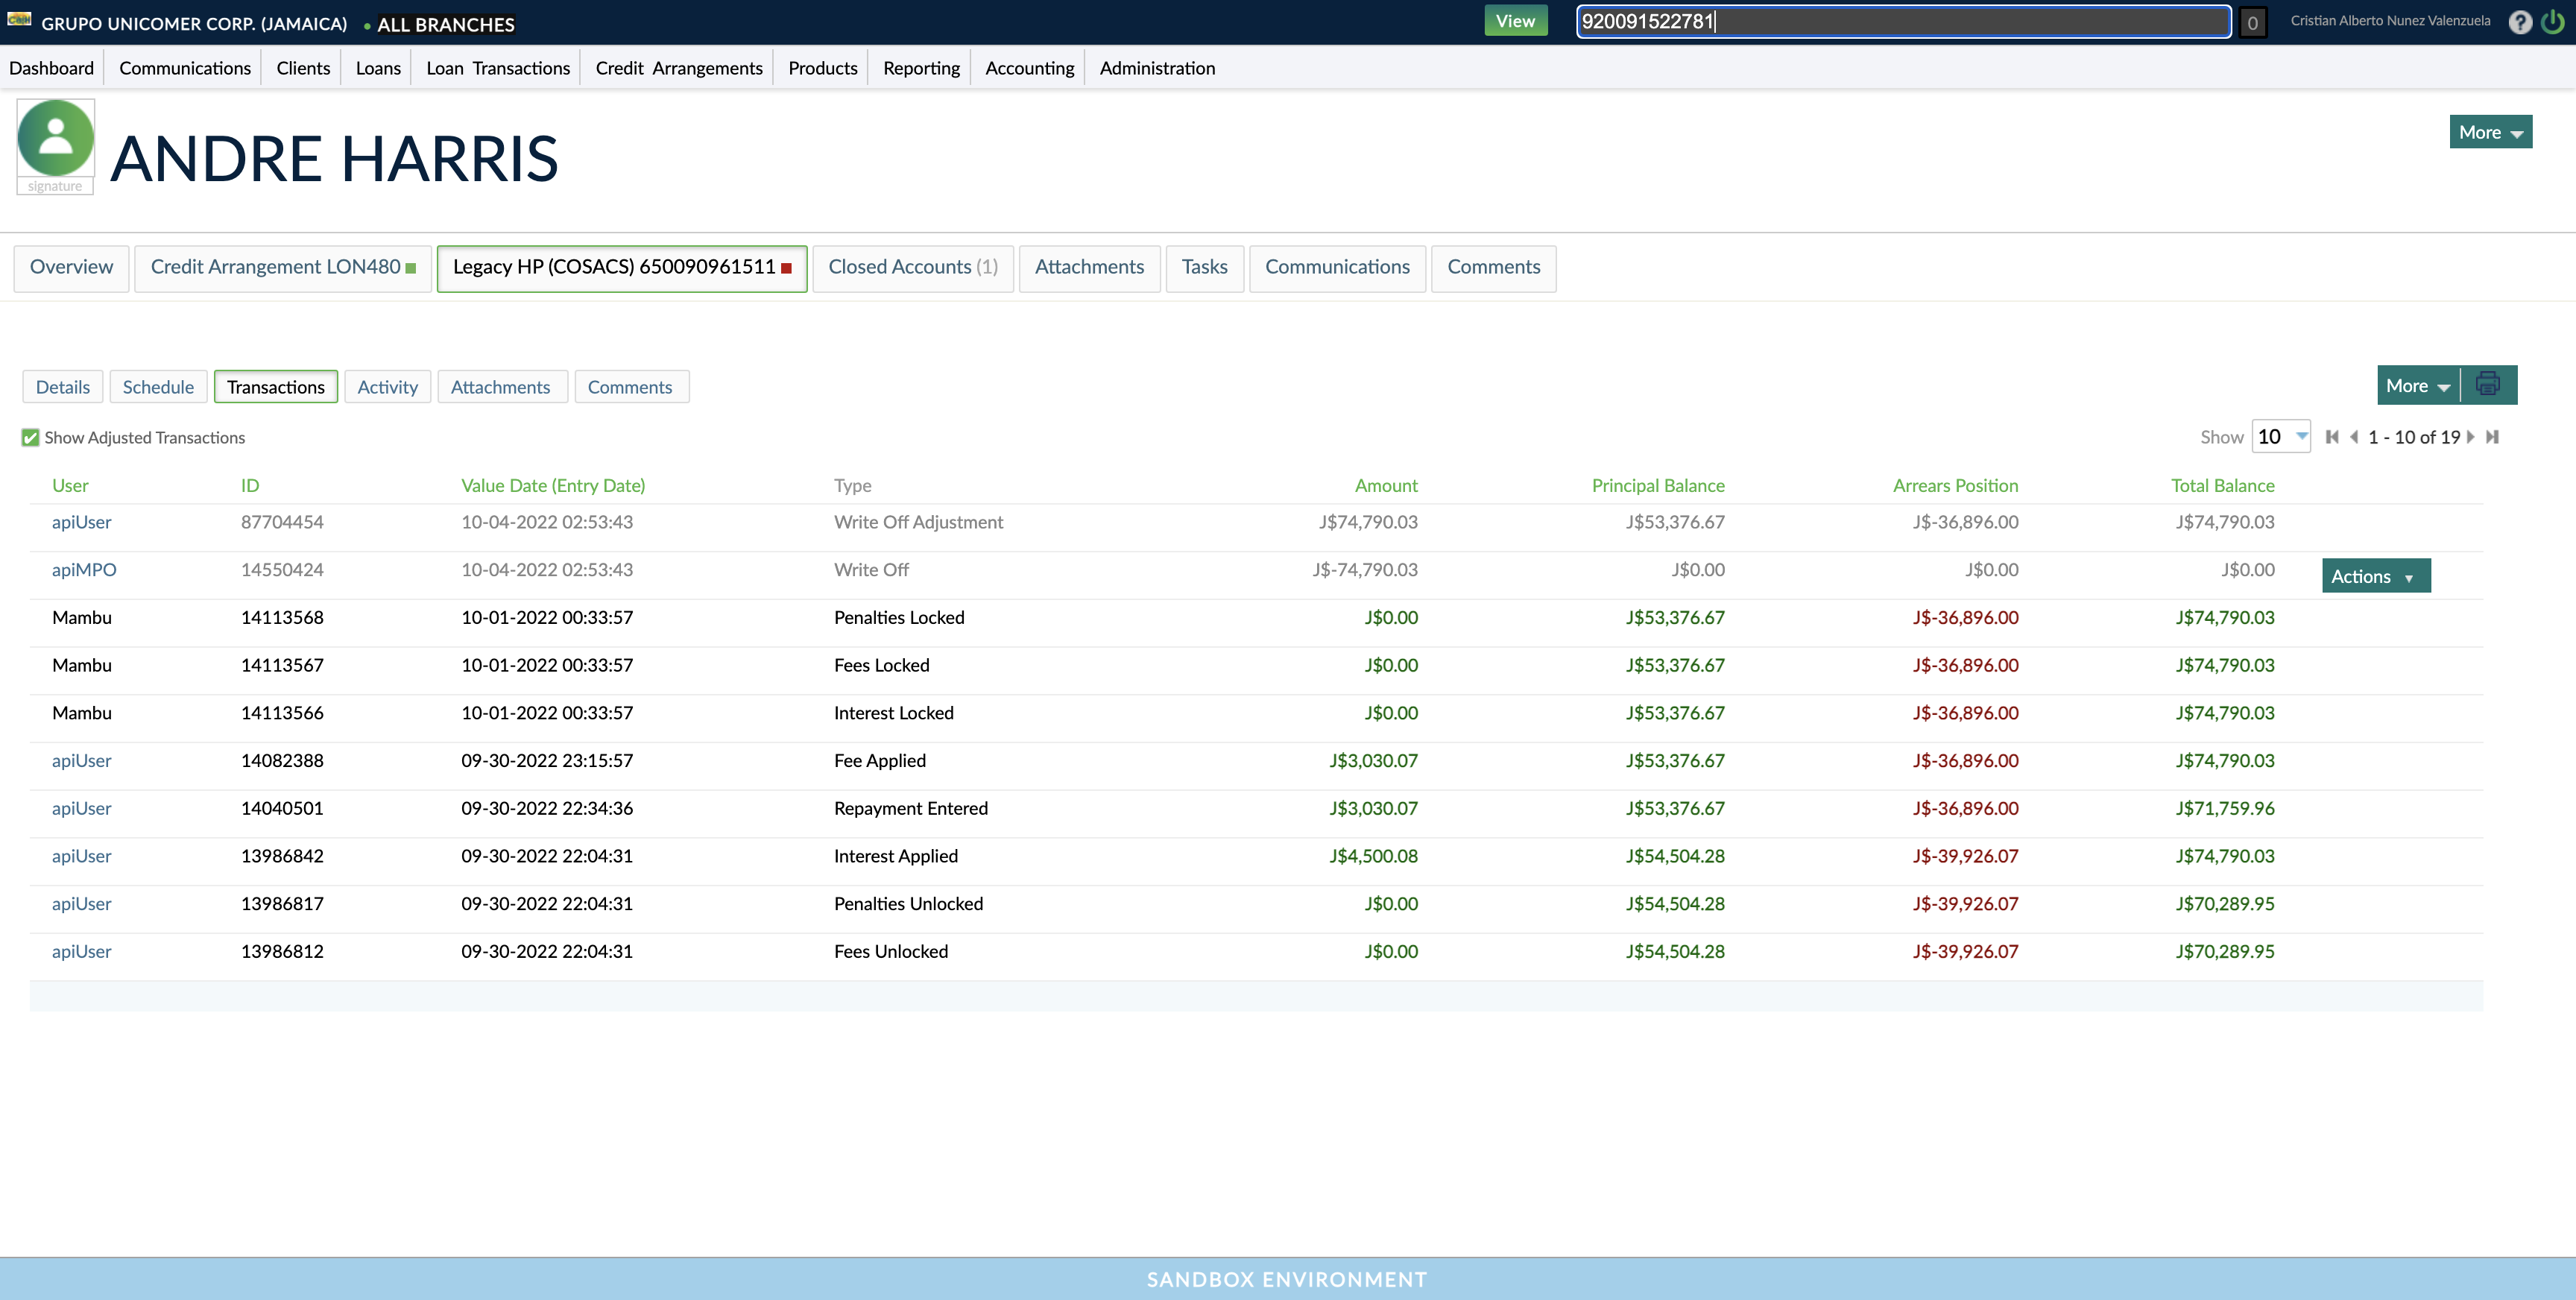 GRUPO UNICOMER CORP. (JAMAICA) • ALL BRANCHES View 920091522781 0 Cristian Alberto Nunez Valenzuela ?
Dashboard Communications Clients Loans Loan Transactions Credit Arrangements Products Reporting Accounting Administration
signature
ANDRE HARRIS
More
Overview Credit Arrangement LON480 Legacy HP (COSACS) 650090961511 Closed Accounts (1) Attachments Tasks Communications Comments
Details Schedule Transactions Activity Attachments Comments More
Show Adjusted Transactions Show 10 1 - 10 of 19
User ID Value Date (Entry Date) Type Amount Principal Balance Arrears Position Total Balance
apiUser 87704454 10-04-2022 02:53:43 Write Off Adjustment J$74,790.03 J$53,376.67 J$-36,896.00 J$74,790.03
apiMPO 14550424 10-04-2022 02:53:43 Write Off J$-74,790.03 J$0.00 J$0.00 J$0.00 Actions
Mambu 14113568 10-01-2022 00:33:57 Penalties Locked J$0.00 J$53,376.67 J$-36,896.00 J$74,790.03
Mambu 14113567 10-01-2022 00:33:57 Fees Locked J$0.00 J$53,376.67 J$-36,896.00 J$74,790.03
Mambu 14113566 10-01-2022 00:33:57 Interest Locked J$0.00 J$53,376.67 J$-36,896.00 J$74,790.03
apiUser 14082388 09-30-2022 23:15:57 Fee Applied J$3,030.07 J$53,376.67 J$-36,896.00 J$74,790.03
apiUser 14040501 09-30-2022 22:34:36 Repayment Entered J$3,030.07 J$53,376.67 J$-36,896.00 J$71,759.96
apiUser 13986842 09-30-2022 22:04:31 Interest Applied J$4,500.08 J$54,504.28 J$-39,926.07 J$74,790.03
apiUser 13986817 09-30-2022 22:04:31 Penalties Unlocked J$0.00 J$54,504.28 J$-39,926.07 J$70,289.95
apiUser 13986812 09-30-2022 22:04:31 Fees Unlocked J$0.00 J$54,504.28 J$-39,926.07 J$70,289.95
SANDBOX ENVIRONMENT